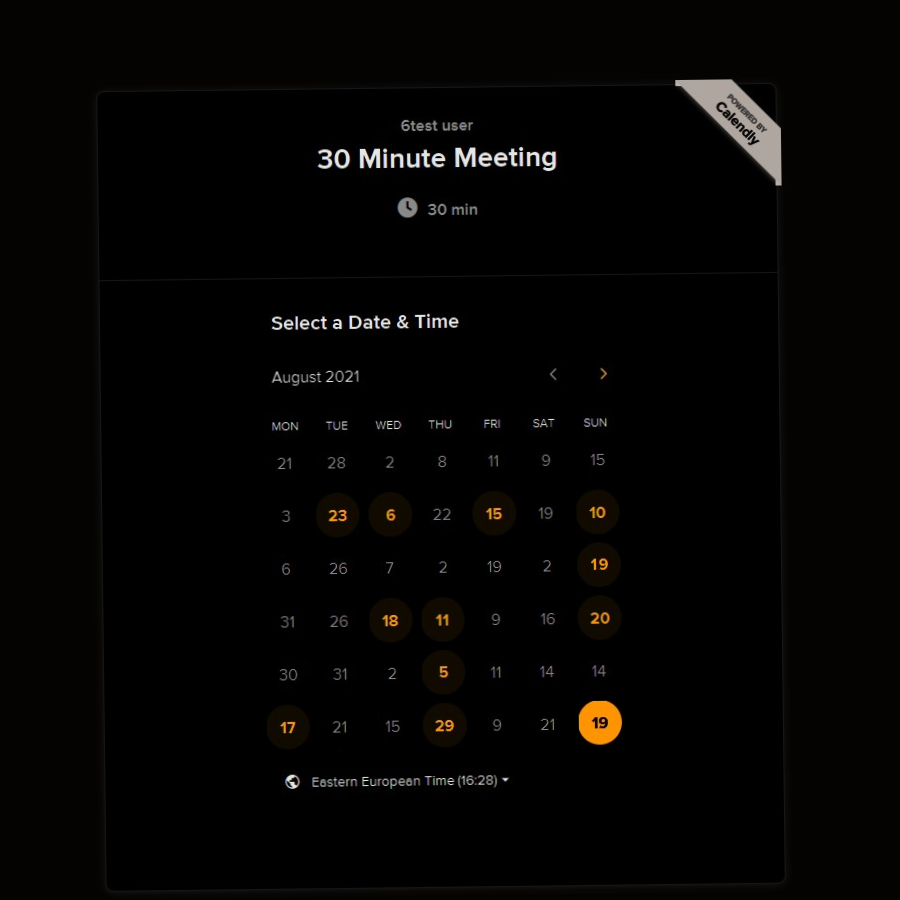 POWERED BY
Calendly
6test user
30 Minute Meeting
30 min
Select a Date & Time
August 2021
MON TUE WED THU FRI SAT SUN
21 28 2 8 11 9 15
3 23 6 22 15 19 10
6 26 7 2 19 2 19
31 26 18 11 9 16 20
30 31 2 5 11 14 14
17 21 15 29 9 21 19
Eastern European Time (16:28)